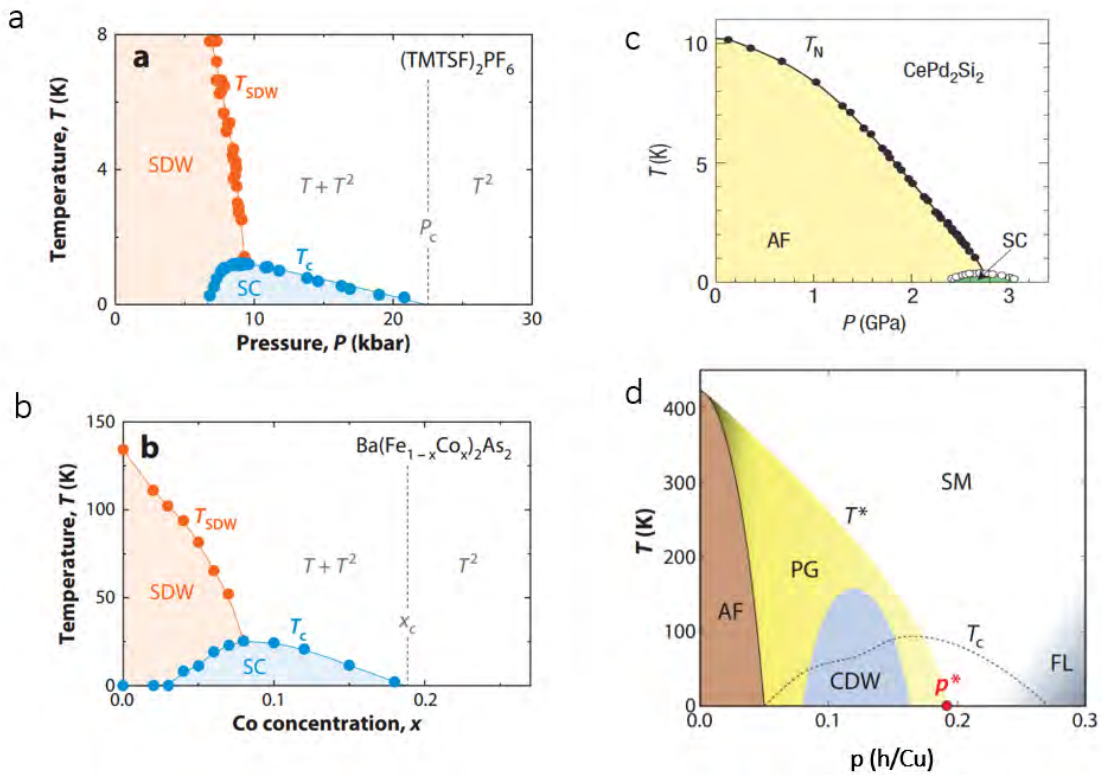 a
a
(TMTSF)2PF6
8
4
0
Temperature, T (K)
TSDW
SDW
T + T2
T2
Pc
Tc
SC
0
10
20
30
Pressure, P (kbar)
c
TN
CePd2Si2
10
5
0
T(K)
AF
SC
0
1
2
3
P (GPa)
b
b
Ba(Fe1−xCox)2As2
150
100
50
0
Temperature, T (K)
TSDW
SDW
T + T2
T2
xc
Tc
SC
0.0
0.1
0.2
Co concentration, x
d
400
300
200
100
0
T (K)
SM
T*
PG
AF
Tc
CDW
p*
FL
0.0
0.1
0.2
0.3
p (h/Cu)